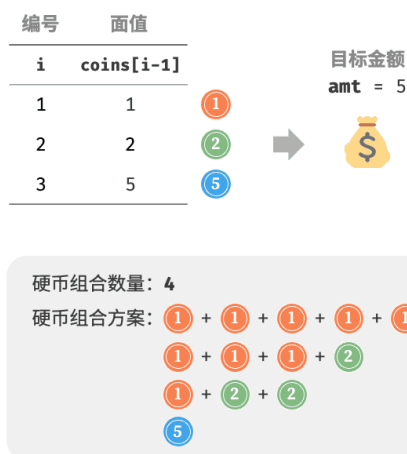 编号 面值
i coins[i-1]
1 1 1
2 2 2
3 5 5
目标金额
amt = 5
$
硬币组合数量：4
硬币组合方案：1 + 1 + 1 + 1 + 1
1 + 1 + 1 + 2
1 + 2 + 2
5